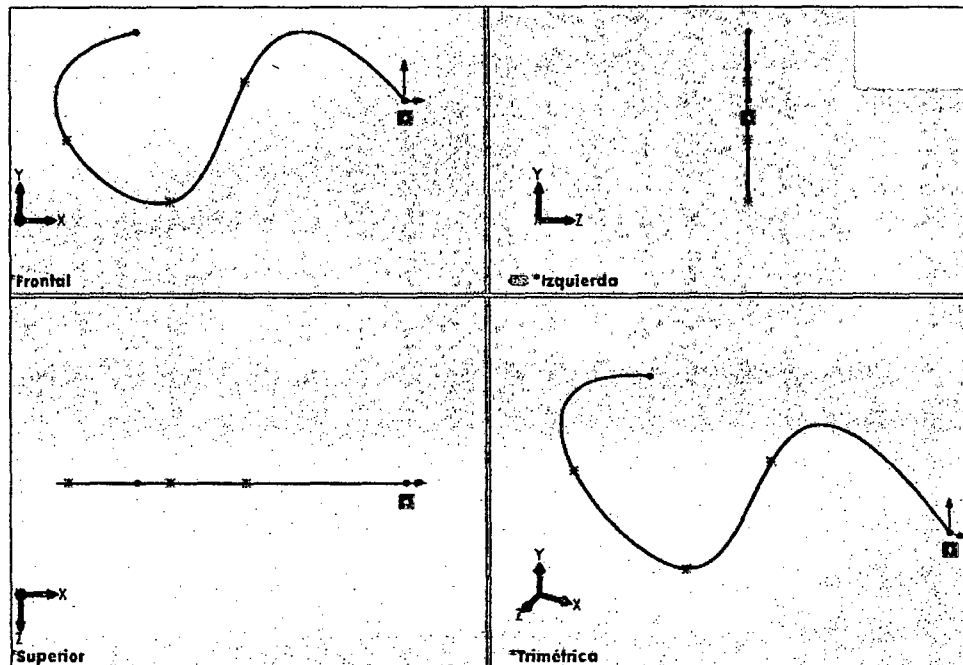 Y
X
*Frontal
Y
Z
*Izquierda
X
Z
*Superior
Y
X
Z
*Trimétrica